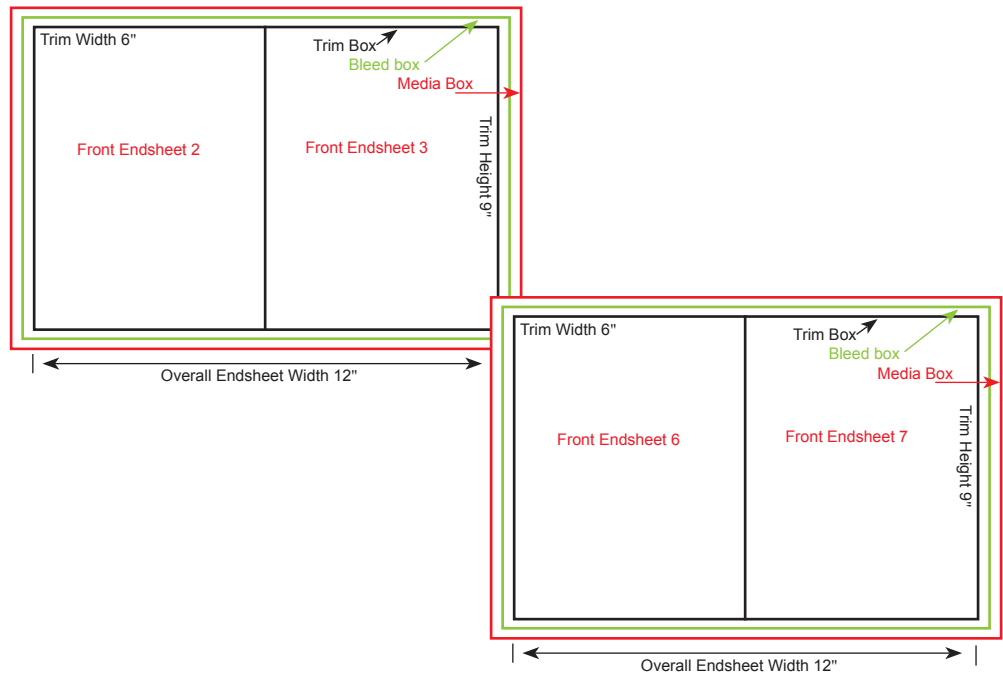 Trim Width 6"
Trim Box
Bleed box
Media Box
Front Endsheet 2
Front Endsheet 3
Trim Height 9"
Overall Endsheet Width 12"
Trim Width 6"
Trim Box
Bleed box
Media Box
Front Endsheet 6
Front Endsheet 7
Trim Height 9"
Overall Endsheet Width 12"